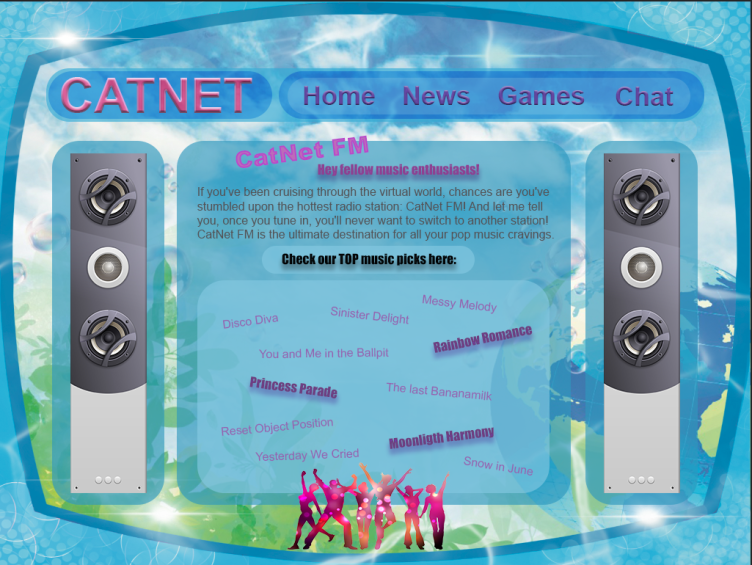 CATNET
Home News Games Chat
CatNet FM
Hey fellow music enthusiasts!
If you've been cruising through the virtual world, chances are you've
stumbled upon the hottest radio station: CatNet FM! And let me tell
you, once you tune in, you'll never want to switch to another station!
CatNet FM is the ultimate destination for all your pop music cravings.
Check our TOP music picks here:
Messy Melody
Disco Diva
Sinister Delight
Rainbow Romance
You and Me in the Ballpit
Princess Parade
The last Bananamilk
Reset Object Position
Moonligth Harmony
Yesterday We Cried
Snow in June